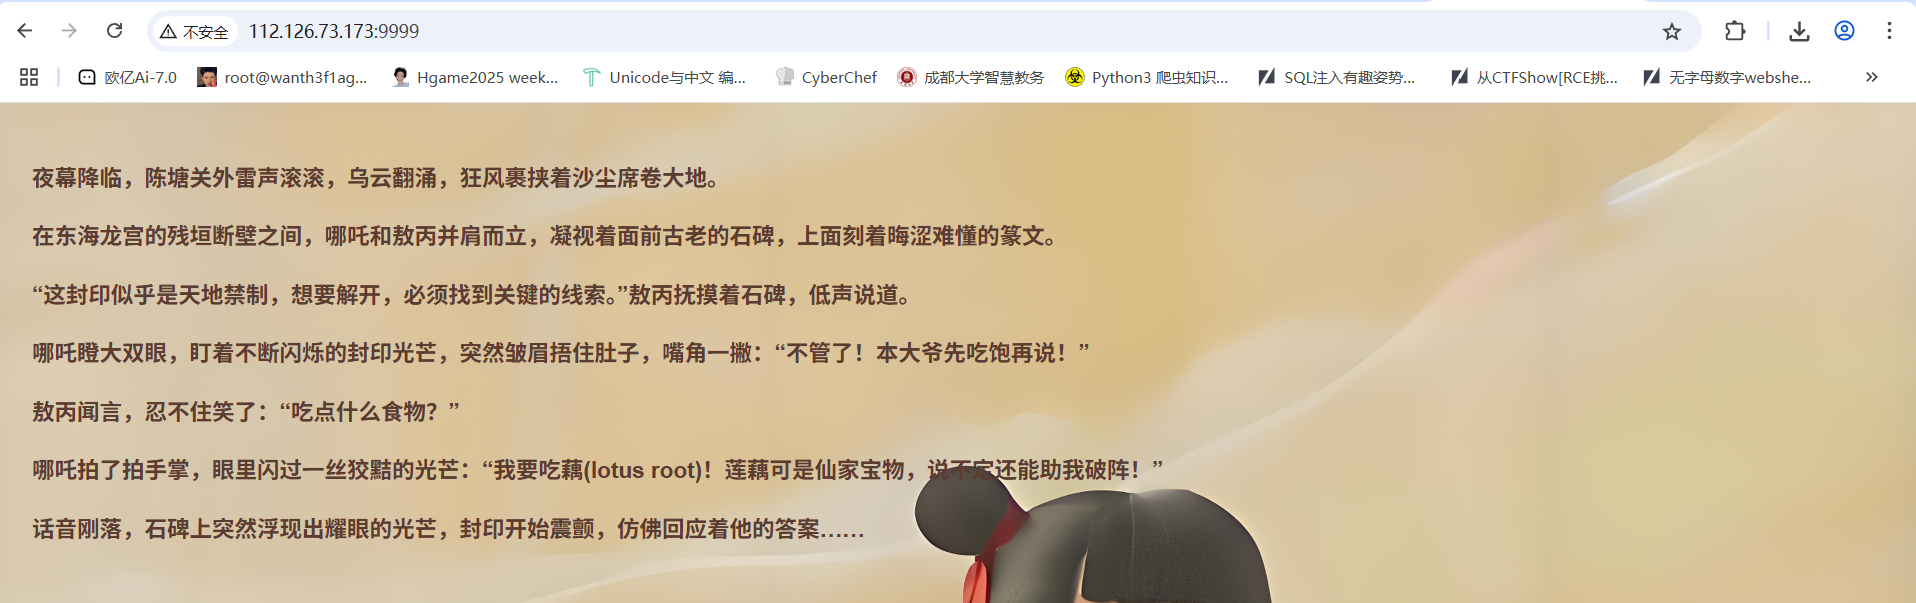 不安全 112.126.73.173:9999
欧亿Ai-7.0 root@wanth3f1ag... Hgame2025 week... Unicode与中文 编... CyberChef 成都大学智慧教务 Python3 爬虫知识... SQL注入有趣姿势... 从CTFShow[RCE挑... 无字母数字webshe... »
夜幕降临，陈塘关外雷声滚滚，乌云翻涌，狂风裹挟着沙尘席卷大地。
在东海龙宫的残垣断壁之间，哪吒和敖丙并肩而立，凝视着面前古老的石碑，上面刻着晦涩难懂的篆文。
“这封印似乎是天地禁制，想要解开，必须找到关键的线索。”敖丙抚摸着石碑，低声说道。
哪吒瞪大双眼，盯着不断闪烁的封印光芒，突然皱眉捂住肚子，嘴角一撇：“不管了！本大爷先吃饱再说！”
敖丙闻言，忍不住笑了：“吃点什么食物？”
哪吒拍了拍手掌，眼里闪过一丝狡黠的光芒：“我要吃藕(lotus root)！莲藕可是仙家宝物，说不定还能助我破阵！”
话音刚落，石碑上突然浮现出耀眼的光芒，封印开始震颤，仿佛回应着他的答案……